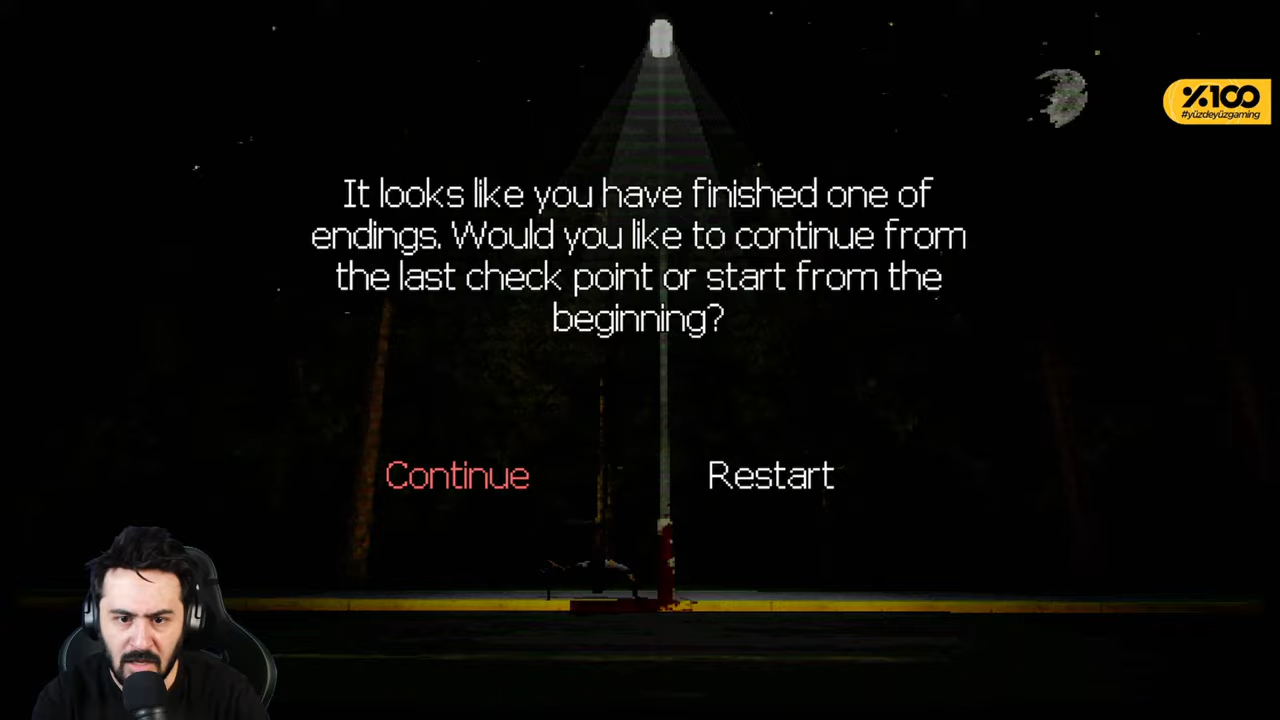 %100
#yüzdeyüzgaming
It looks like you have finished one of
endings. Would you like to continue from
the last check point or start from the
beginning?
Continue Restart